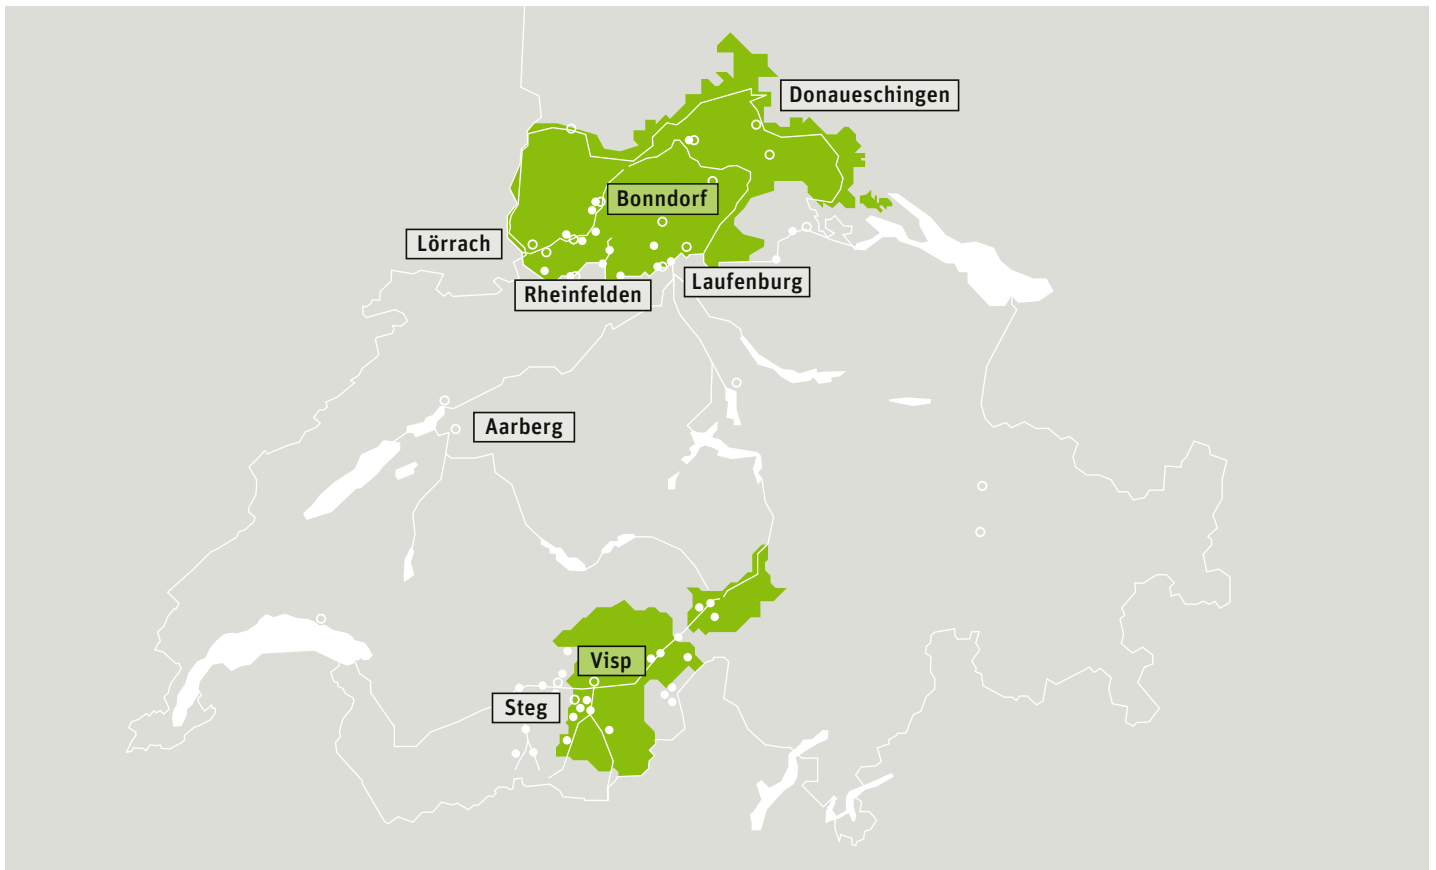 Donaueschingen
Bonndorf
Lörrach
Laufenburg
Rheinfelden
Aarberg
Visp
Steg